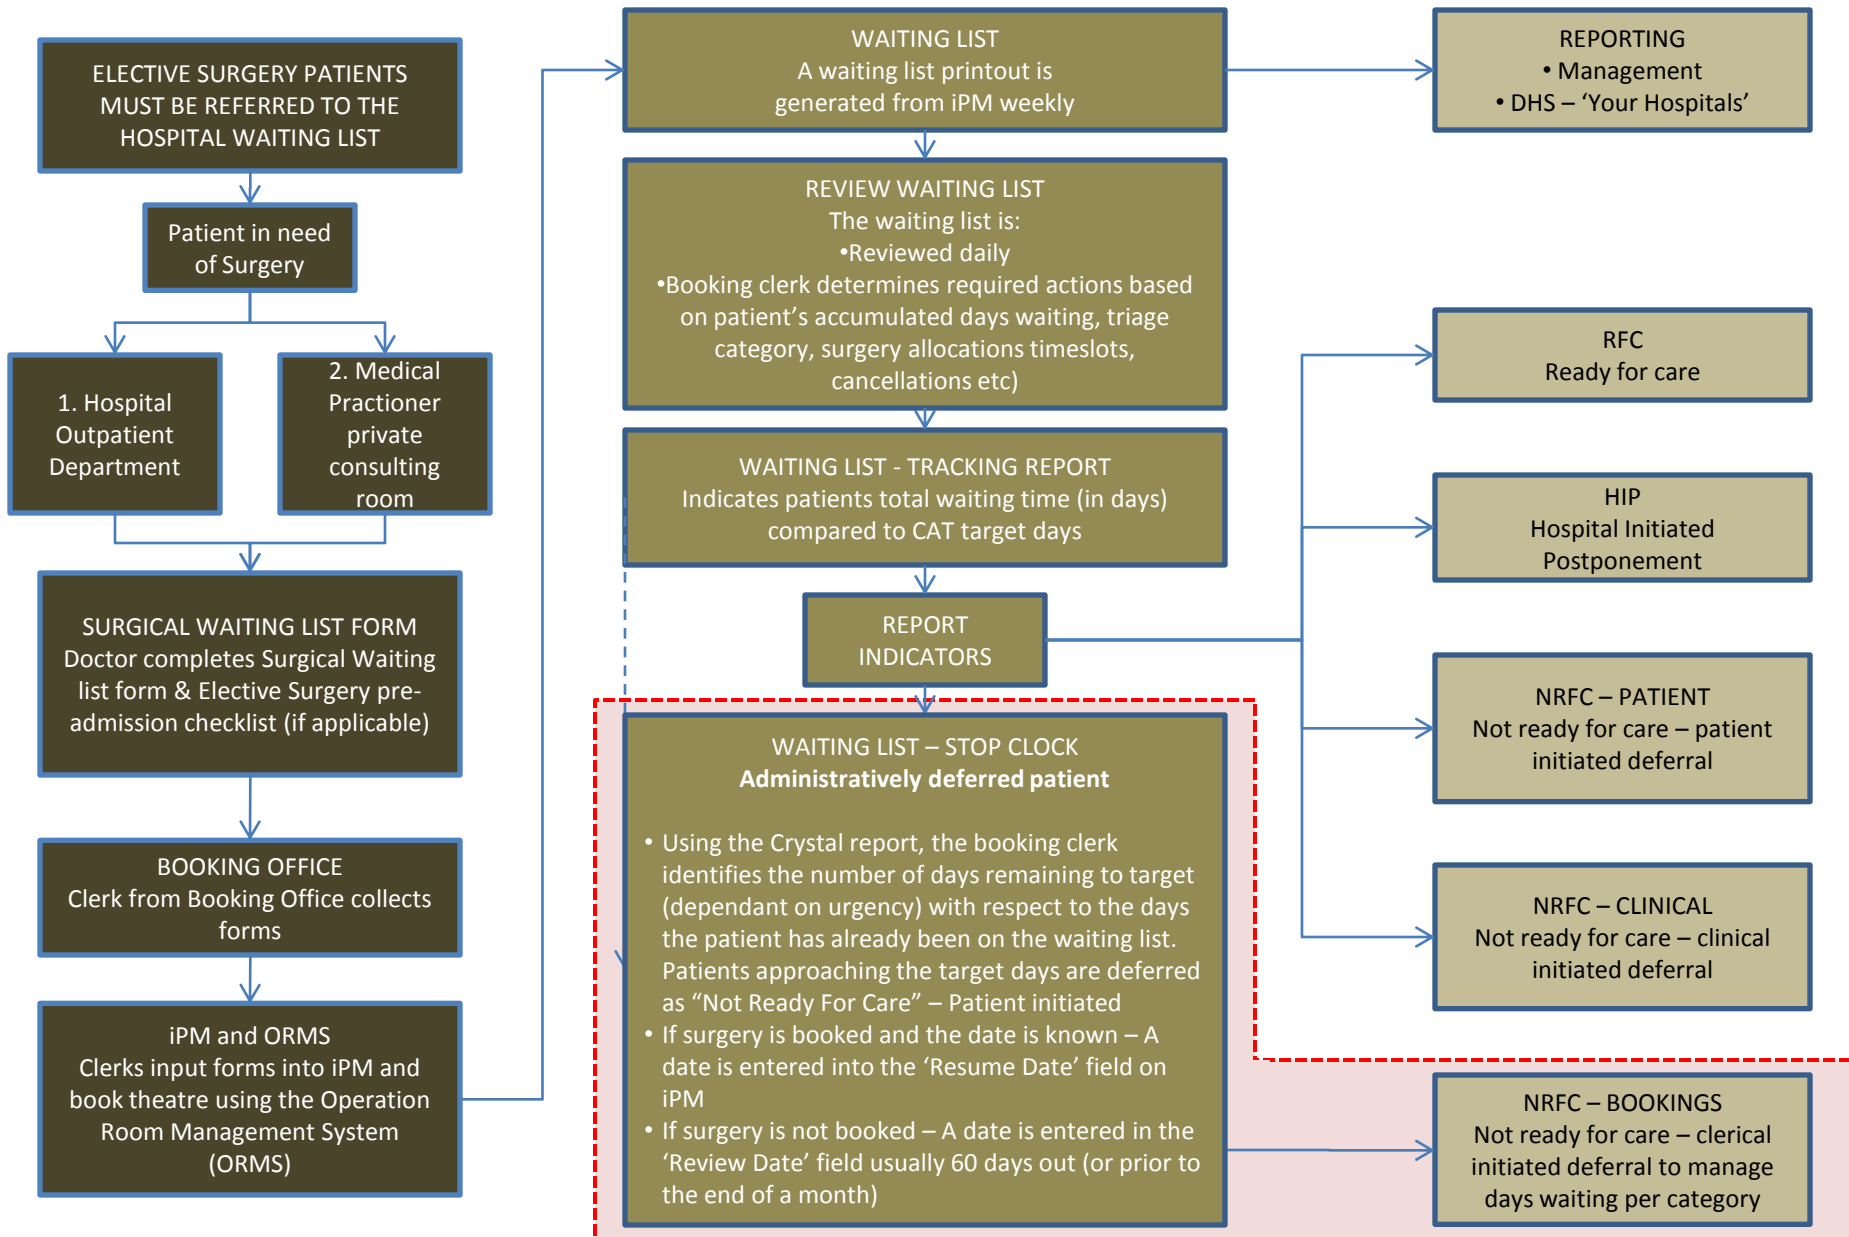 ELECTIVE SURGERY PATIENTS
MUST BE REFERRED TO THE
HOSPITAL WAITING LIST
Patient in need
of Surgery
1. Hospital
Outpatient
Department
2. Medical
Practioner
private
consulting
room
SURGICAL WAITING LIST FORM
Doctor completes Surgical Waiting
list form & Elective Surgery pre-
admission checklist (if applicable)
BOOKING OFFICE
Clerk from Booking Office collects
forms
iPM and ORMS
Clerks input forms into iPM and
book theatre using the Operation
Room Management System
(ORMS)
WAITING LIST
A waiting list printout is
generated from iPM weekly
REVIEW WAITING LIST
The waiting list is:
•Reviewed daily
•Booking clerk determines required actions based
on patient’s accumulated days waiting, triage
category, surgery allocations timeslots,
cancellations etc)
WAITING LIST - TRACKING REPORT
Indicates patients total waiting time (in days)
compared to CAT target days
REPORT
INDICATORS
WAITING LIST – STOP CLOCK
Administratively deferred patient
• Using the Crystal report, the booking clerk
identifies the number of days remaining to target
(dependant on urgency) with respect to the days
the patient has already been on the waiting list.
Patients approaching the target days are deferred
as “Not Ready For Care” – Patient initiated
• If surgery is booked and the date is known – A
date is entered into the ‘Resume Date’ field on
iPM
• If surgery is not booked – A date is entered in the
‘Review Date’ field usually 60 days out (or prior to
the end of a month)
REPORTING
• Management
• DHS – ‘Your Hospitals’
RFC
Ready for care
HIP
Hospital Initiated
Postponement
NRFC – PATIENT
Not ready for care – patient
initiated deferral
NRFC – CLINICAL
Not ready for care – clinical
initiated deferral
NRFC – BOOKINGS
Not ready for care – clerical
initiated deferral to manage
days waiting per category